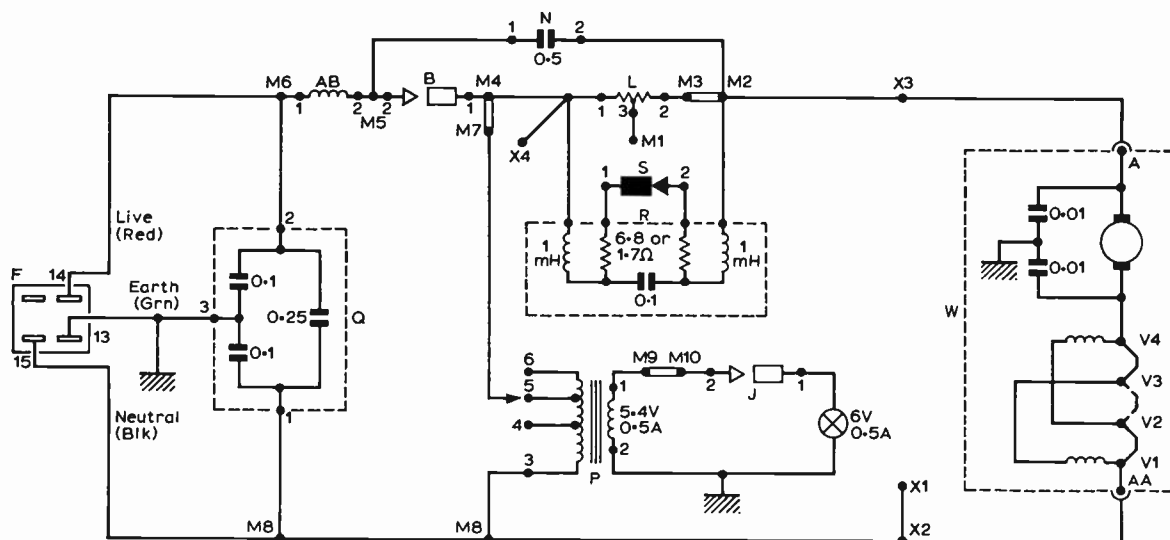 N
1 2
0·5
M6 AB B M4 L M3 M2 X3
1 2 2 1 1 3 2
M5
M7
M1
X4
A
1 S 2
Live
(Red)
2
R
6·8 or
1·7Ω
1
mH
1
mH
0·01
0·01
F 14
Earth
(Grn)
3
0·1
0·1
0·25
Q
0·1
W
13
15
V4
6
M9 M10
V3
5
1
2
J
1
Neutral
(Blk)
1
5·4V
0·5A
6V
0·5A
V2
4
2
3
P
V1
AA
X1
M8
M8
X2